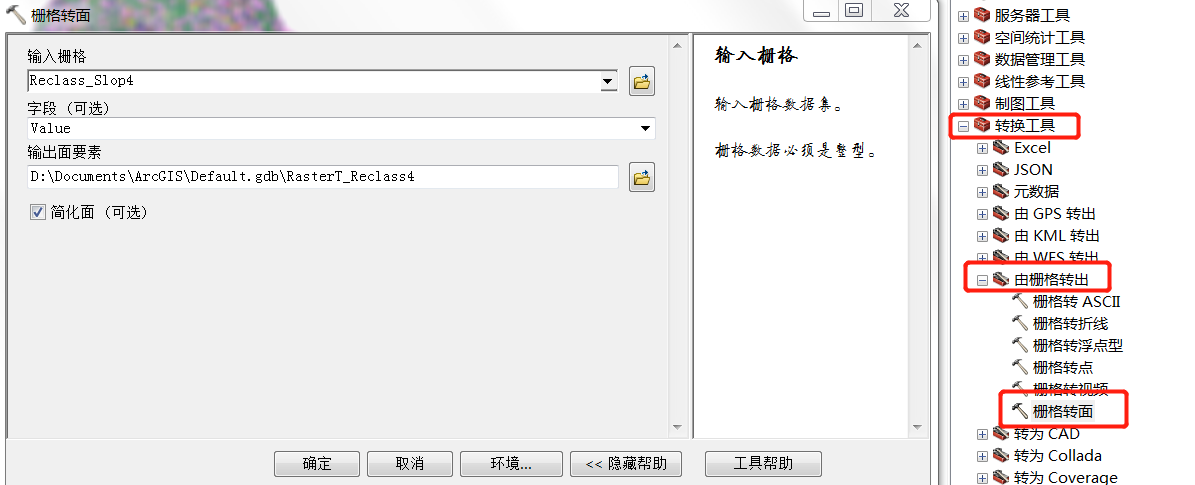 栅格转面
输入栅格
Reclass_Slop4
字段（可选）
Value
输出面要素
D:\Documents\ArcGIS\Default.gdb\RasterT_Reclass4
简化面（可选）
输入栅格
输入栅格数据集。
栅格数据必须是整型。
确定
取消
环境...
<< 隐藏帮助
工具帮助
服务器工具
空间统计工具
数据管理工具
线性参考工具
制图工具
转换工具
Excel
JSON
元数据
由 GPS 转出
由 KML 转出
由 WFS 转出
由栅格转出
栅格转 ASCII
栅格转折线
栅格转浮点型
栅格转点
栅格转视频
栅格转面
转为 CAD
转为 Collada
转为 Coverage